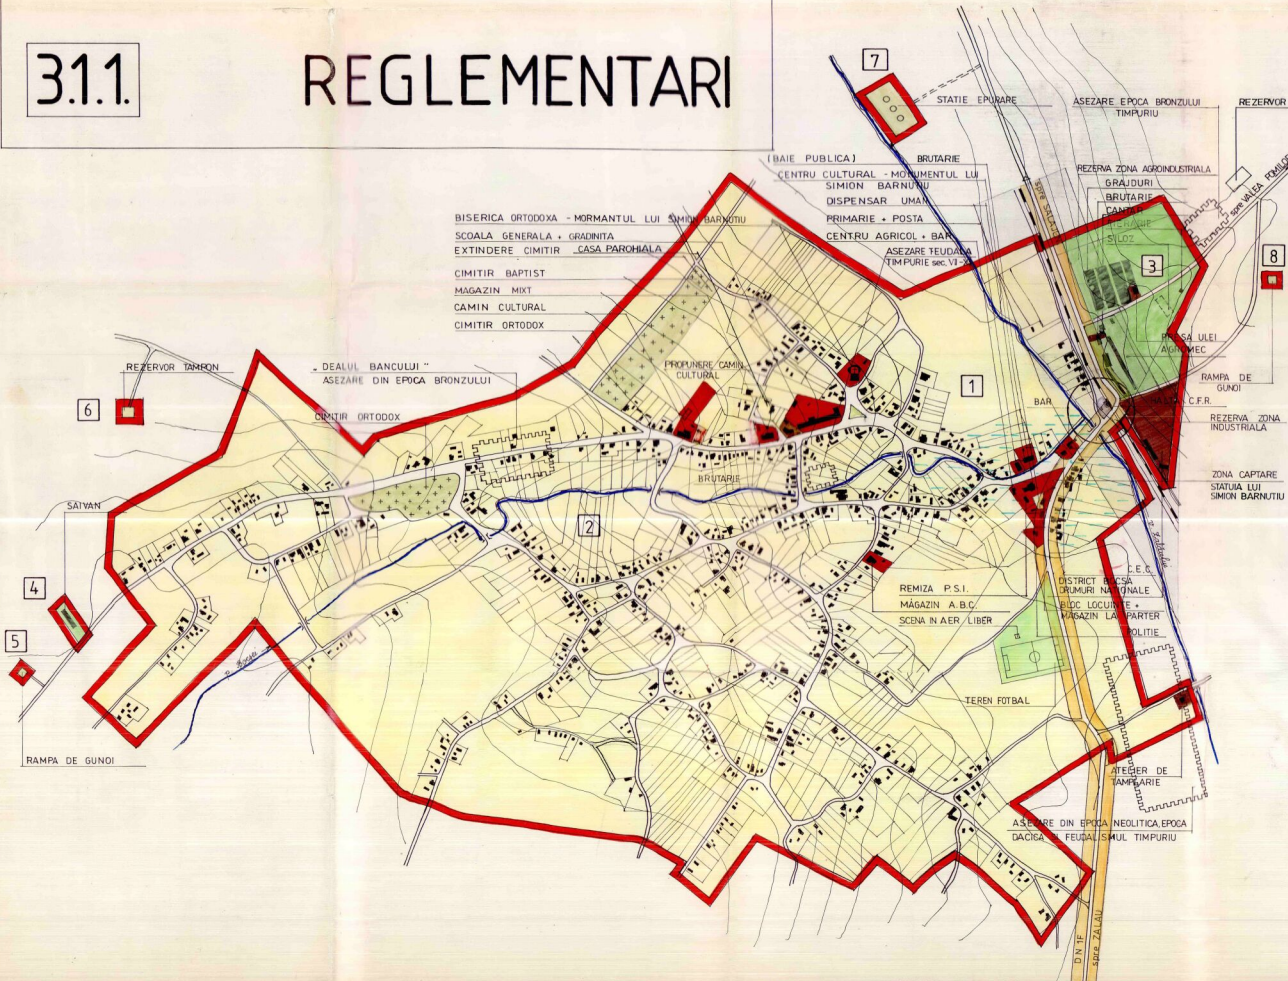 3.1.1.
REGLEMENTARI
7
STATIE EPURARE
ASEZARE EPOCA BRONZULUI
TIMPURIU
REZERVOR
(BAIE PUBLICA) BRUTARIE
CENTRU CULTURAL - MONUMENTUL LUI
SIMION BARNUTIU
DISPENSAR UMAN
PRIMARIE + POSTA
CENTRU AGRICOL + BAR
ASEZARE FEUDALA
TIMPURIE sec. VII-X
REZERVA ZONA AGROINDUSTRIALA
GRAJDURI
BRUTARIE
CANTAR
SILOZ
3
8
BISERICA ORTODOXA - MORMANTUL LUI SIMION BARNUTIU
SCOALA GENERALA + GRADINITA
EXTINDERE CIMITIR CASA PAROHIALA
CIMITIR BAPTIST
MAGAZIN MIXT
CAMIN CULTURAL
CIMITIR ORTODOX
AGROMEC
RAMPA DE
GUNOI
C.F.R.
REZERVA ZONA
INDUSTRIALA
REZERVOR TAMPON
„DEALUL BANCULUI"
ASEZARE DIN EPOCA BRONZULUI
PROPUNERE CAMIN
CULTURAL
1
BAR
6
CIMITIR ORTODOX
BRUTARIE
ZONA CAPTARE
STATUIA LUI
SIMION BARNUTIU
SAIVAN
2
4
C.E.C.
DISTRICT BOCSA
DRUMURI NATIONALE
BLOC LOCUINTE +
MAGAZIN LA PARTER
POLITIE
REMIZA P.S.I.
MAGAZIN A.B.C.
SCENA IN AER LIBER
5
TEREN FOTBAL
RAMPA DE GUNOI
ATELIER DE
TAMPLARIE
ASEZARE DIN EPOCA NEOLITICA, EPOCA
DACICA SI FEUDALISMUL TIMPURIU
DN 1F
spre ZALAU